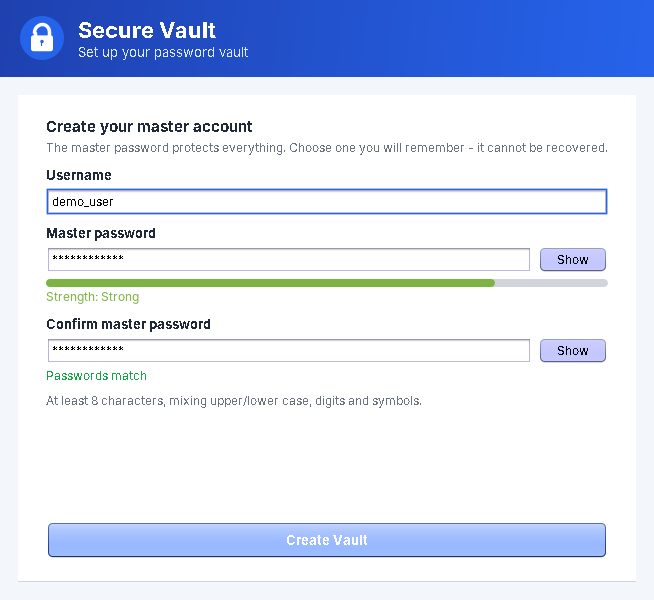 Secure Vault
Set up your password vault
Create your master account
The master password protects everything. Choose one you will remember - it cannot be recovered.
Username
demo_user
Master password
************ Show
Strength: Strong
Confirm master password
************ Show
Passwords match
At least 8 characters, mixing upper/lower case, digits and symbols.
Create Vault